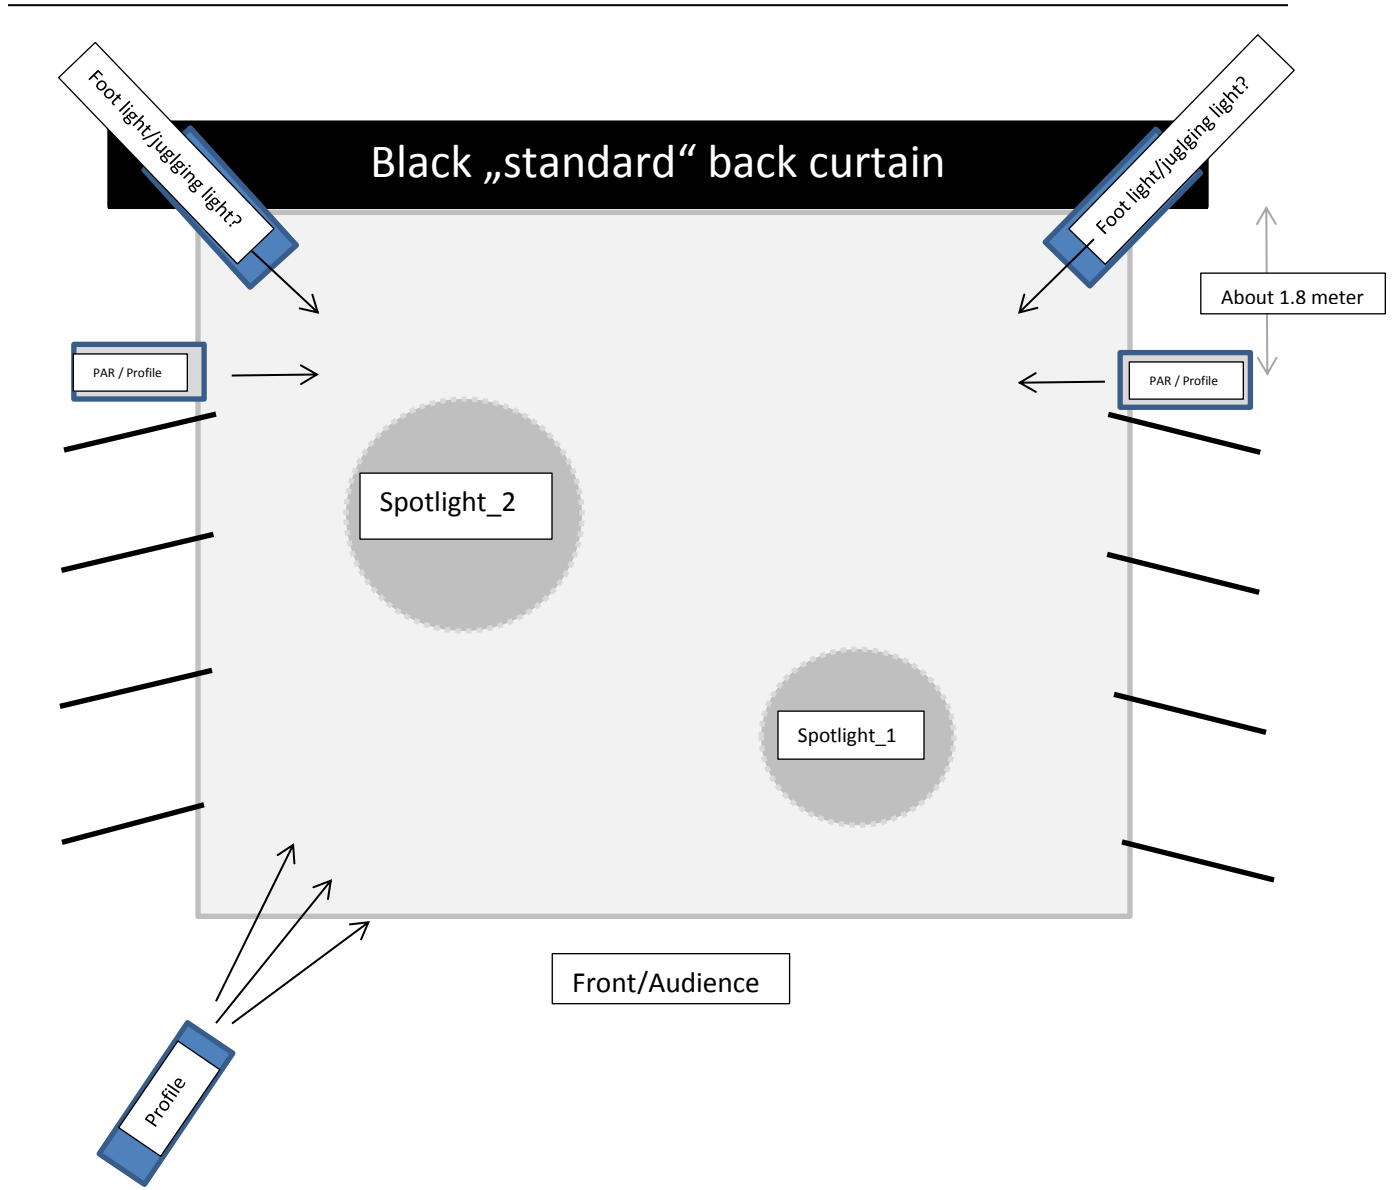 Foot light/juglging light?
Foot light/juglging light?
Black „standard“ back curtain
About 1.8 meter
PAR / Profile
PAR / Profile
Spotlight_2
Spotlight_1
Front/Audience
Profile